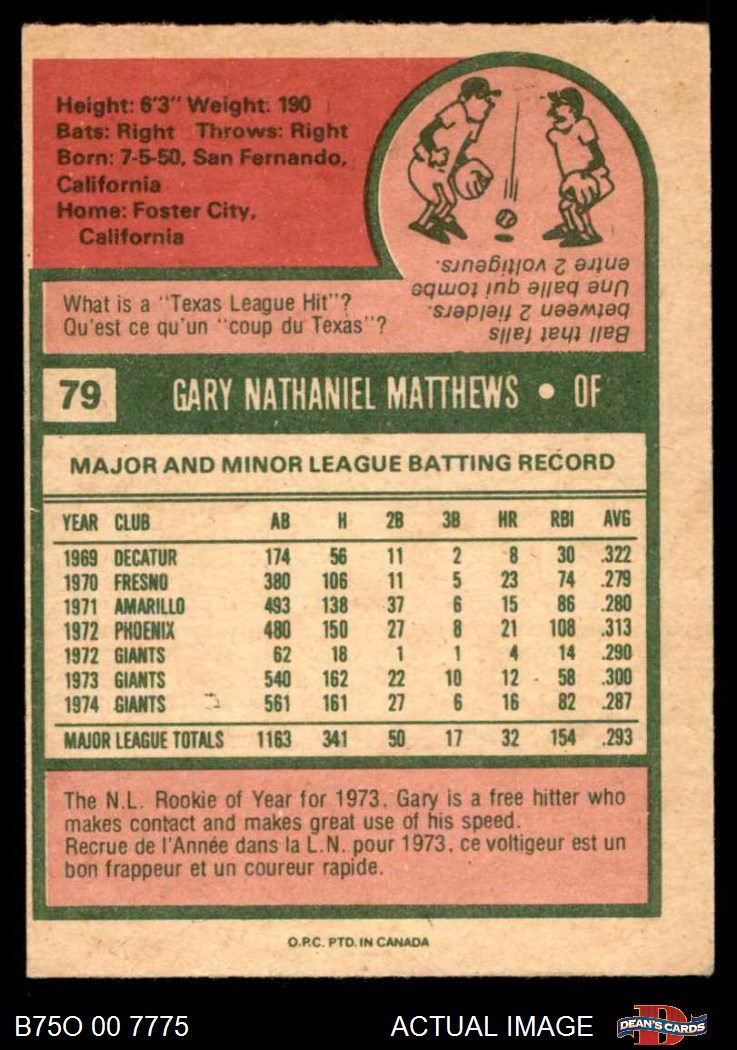 Height: 6'3" Weight: 190
Bats: Right Throws: Right
Born: 7-5-50, San Fernando,
California
Home: Foster City,
California
What is a "Texas League Hit"?
Qu'est ce qu'un "coup du Texas"?
Ball that falls
between 2 fielders.
Une balle qui tombe
entre 2 voltigeurs.
79 GARY NATHANIEL MATTHEWS • OF
MAJOR AND MINOR LEAGUE BATTING RECORD
YEAR CLUB AB H 2B 3B HR RBI AVG
1969 DECATUR 174 56 11 2 8 30 .322
1970 FRESNO 380 106 11 5 23 74 .279
1971 AMARILLO 493 138 37 6 15 86 .280
1972 PHOENIX 480 150 27 8 21 108 .313
1972 GIANTS 62 18 1 1 4 14 .290
1973 GIANTS 540 162 22 10 12 58 .300
1974 GIANTS 561 161 27 6 16 82 .287
MAJOR LEAGUE TOTALS 1163 341 50 17 32 154 .293
The N.L. Rookie of Year for 1973, Gary is a free hitter who
makes contact and makes great use of his speed.
Recrue de l'Année dans la L.N. pour 1973, ce voltigeur est un
bon frappeur et un coureur rapide.
O.P.C. PTD. IN CANADA
B75O 00 7775 ACTUAL IMAGE DEAN'S CARDS